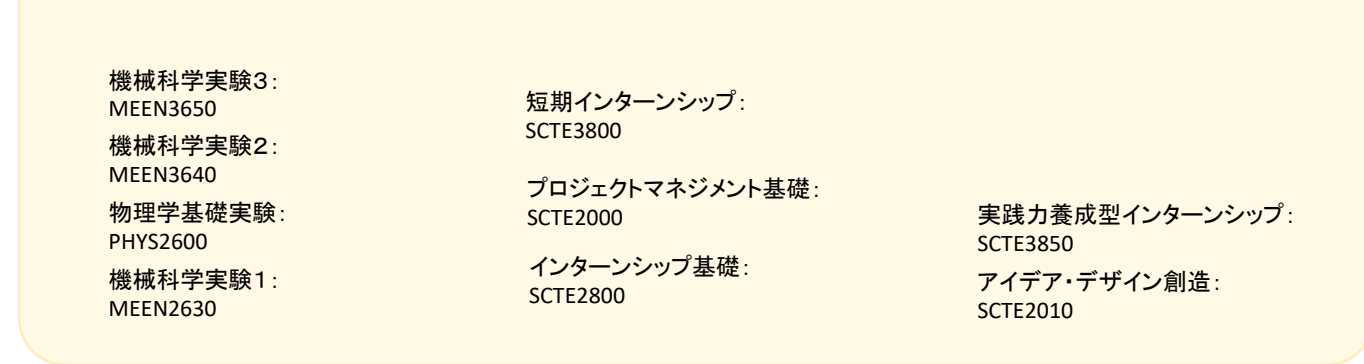 機械科学実験3:
MEEN3650
機械科学実験2:
MEEN3640
物理学基礎実験:
PHYS2600
機械科学実験1:
MEEN2630
短期インターンシップ:
SCTE3800
プロジェクトマネジメント基礎:
SCTE2000
インターンシップ基礎:
SCTE2800
実践力養成型インターンシップ:
SCTE3850
アイデア・デザイン創造:
SCTE2010